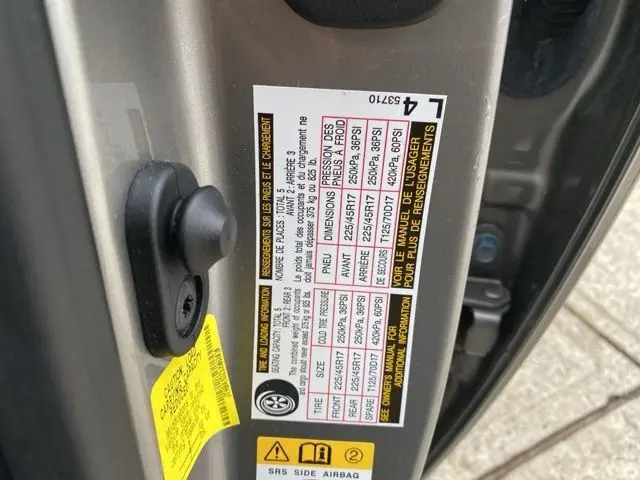 TIRE AND LOADING INFORMATION
SEATING CAPACITY: TOTAL 5
FRONT 2: REAR 3
The combined weight of occupants
and cargo should never exceed 375 kg or 825 lbs.
TIRE SIZE COLD TIRE PRESSURE
FRONT 225/45R17 250kPa, 36PSI
REAR 225/45R17 250kPa, 36PSI
SPARE T125/70D17 420kPa, 60PSI
SEE OWNER'S MANUAL FOR
ADDITIONAL INFORMATION
RENSEIGNEMENTS SUR LES PNEUS ET LE CHARGEMENT
NOMBRE DE PLACES : TOTAL 5
AVANT 2: ARRIÈRE 3
Le poids total des occupants et du chargement ne
doit jamais dépasser 375 kg ou 825 lb.
PNEU DIMENSIONS PRESSION DES PNEUS À FROID
AVANT 225/45R17 250kPa, 36PSI
ARRIÈRE 225/45R17 250kPa, 36PSI
DE SECOURS T125/70D17 420kPa, 60PSI
VOIR LE MANUEL DE L'USAGER
POUR PLUS DE RENSEIGNEMENTS
L4
53710
SRS SIDE AIRBAG